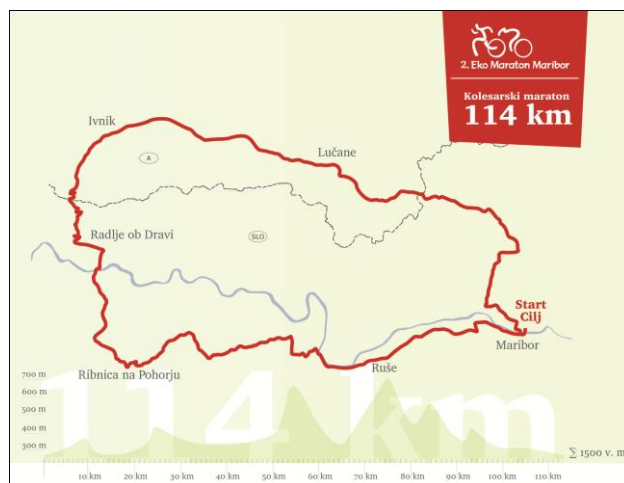 2. Eko Maraton Maribor
Kolesarski maraton
114 km
Ivnik
Lučane
A
Radlje ob Dravi
SLO
Start
Cilj
Maribor
Ruše
Ribnica na Pohorju
114 km
700 m
600 m
500 m
400 m
300 m
∑ 1500 v. m
10 km 20 km 30 km 40 km 50 km 60 km 70 km 80 km 90 km 100 km 110 km